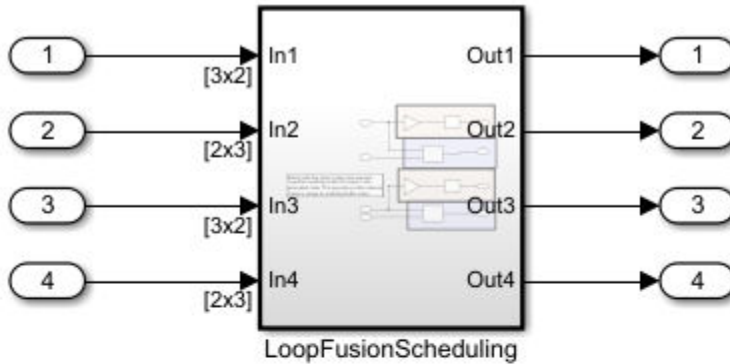 1 In1 Out1 1
[3x2]
2 In2 Out2 2
[2x3]
3 In3 Out3 3
[3x2]
4 In4 Out4 4
[2x3]
LoopFusionScheduling